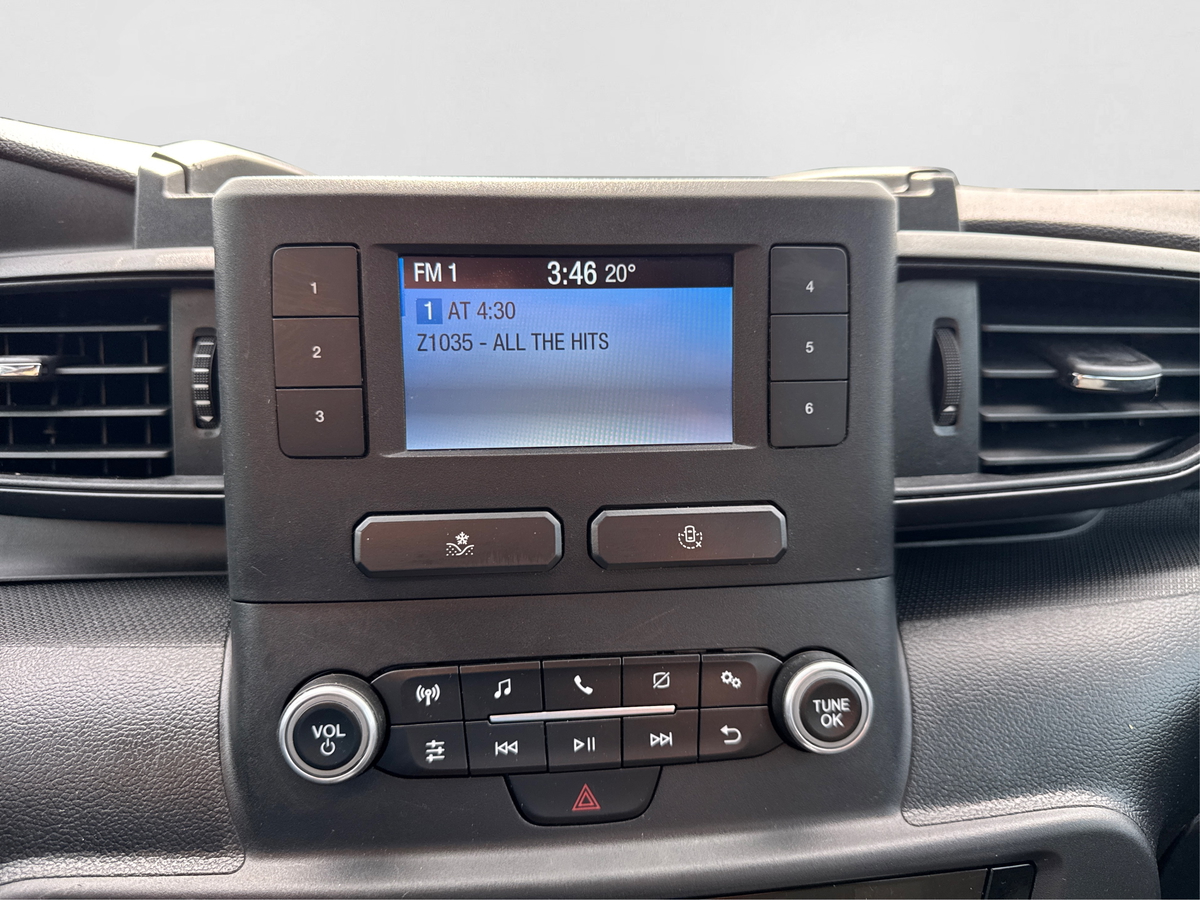 FM 1 3:46 20°
1 AT 4:30
Z1035 - ALL THE HITS
1
2
3
4
5
6
VOL
TUNE
OK